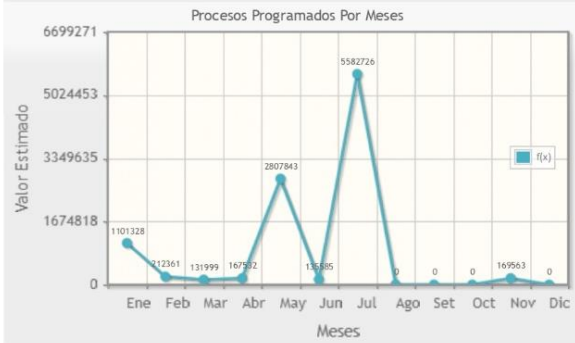 Procesos Programados Por Meses
6699271
5582726
5024453
Valor Estimado
3349635
f(x)
2807843
1674818
1101328
212361 131999 169563
0 0 0 0
0
Ene Feb Mar Abr May Jun Jul Ago Set Oct Nov Dic
Meses